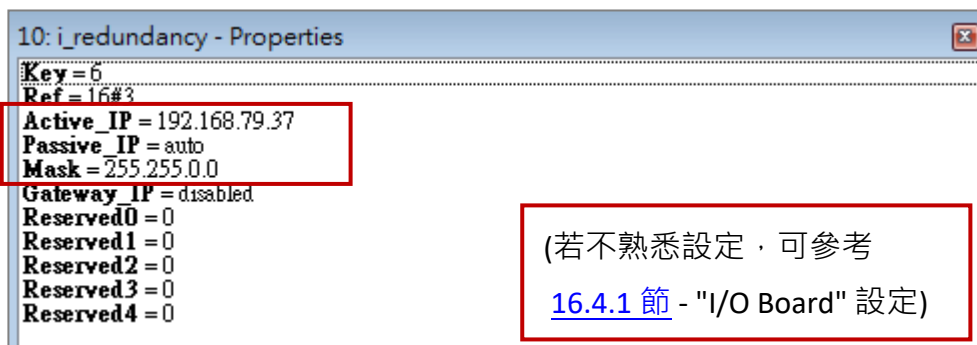 10: i_redundancy - Properties
Key = 6
Ref = 16#3
Active_IP = 192.168.79.37
Passive_IP = auto
Mask = 255.255.0.0
Gateway_IP = disabled
Reserved0 = 0
Reserved1 = 0
Reserved2 = 0
Reserved3 = 0
Reserved4 = 0
(若不熟悉設定，可參考
16.4.1 節 - "I/O Board" 設定)